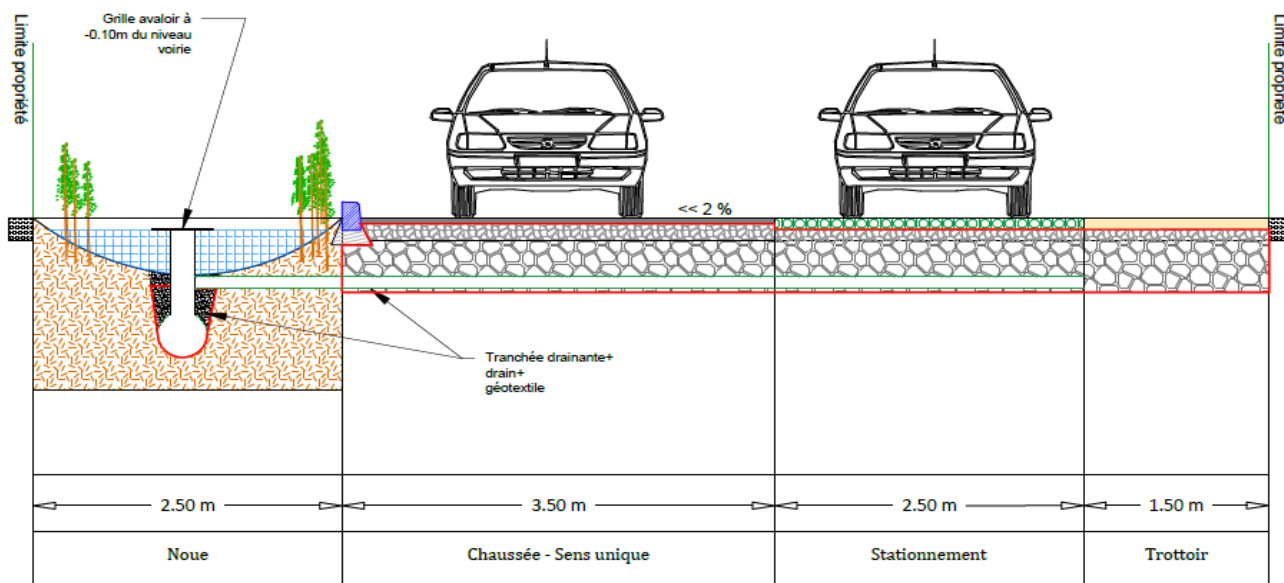 Grille avaloir à
-0.10m du niveau
voirie
Limite propriété
Limite propriété
<< 2 %
Tranchée drainante+
drain+
géotextile
2.50 m
3.50 m
2.50 m
1.50 m
Noue
Chaussée - Sens unique
Stationnement
Trottoir